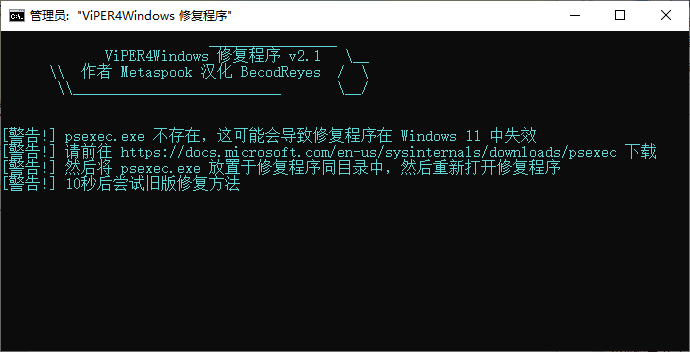 管理员: "ViPER4Windows 修复程序"
ViPER4Windows 修复程序 v2.1
作者 Metaspook 汉化 BecodReyes
[警告!] psexec.exe 不存在，这可能会导致修复程序在 Windows 11 中失效
[警告!] 请前往 https://docs.microsoft.com/en-us/sysinternals/downloads/psexec 下载
[警告!] 然后将 psexec.exe 放置于修复程序同目录中，然后重新打开修复程序
[警告!] 10秒后尝试旧版修复方法